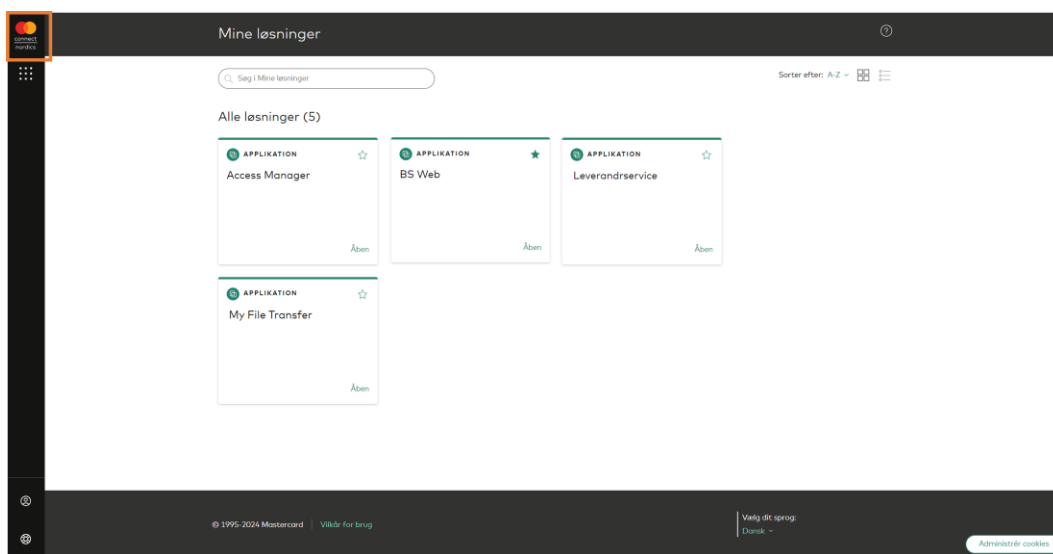 connect
nordics
Mine løsninger
?
Søg i Mine løsninger
Sorter efter: A-Z
Alle løsninger (5)
APPLIKATION
Access Manager
Åben
APPLIKATION
BS Web
Åben
APPLIKATION
Leverandrservice
Åben
APPLIKATION
My File Transfer
Åben
© 1995-2024 Mastercard | Vilkår for brug
Vælg dit sprog:
Dansk
Administrér cookies